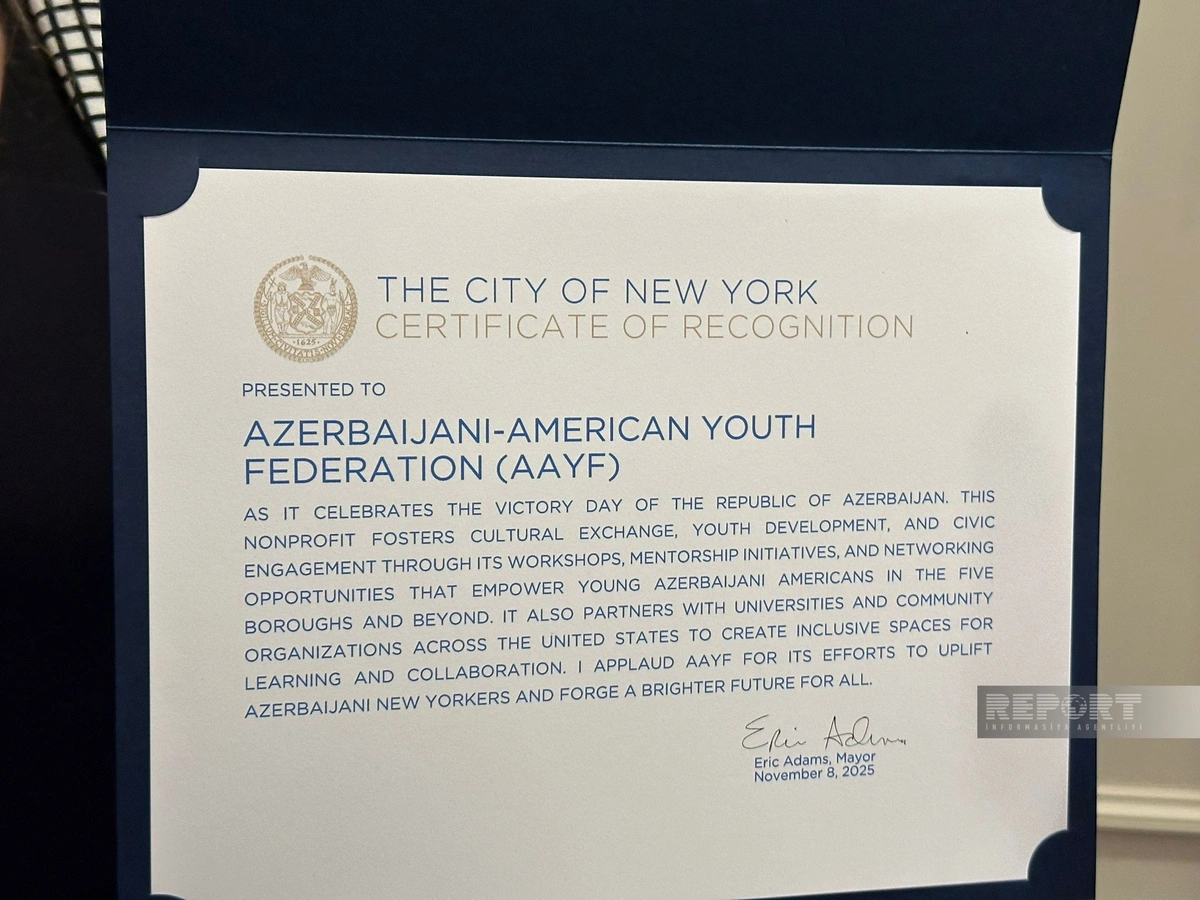 THE CITY OF NEW YORK
CERTIFICATE OF RECOGNITION
PRESENTED TO
AZERBAIJANI-AMERICAN YOUTH
FEDERATION (AAYF)
AS IT CELEBRATES THE VICTORY DAY OF THE REPUBLIC OF AZERBAIJAN. THIS
NONPROFIT FOSTERS CULTURAL EXCHANGE, YOUTH DEVELOPMENT, AND CIVIC
ENGAGEMENT THROUGH ITS WORKSHOPS, MENTORSHIP INITIATIVES, AND NETWORKING
OPPORTUNITIES THAT EMPOWER YOUNG AZERBAIJANI AMERICANS IN THE FIVE
BOROUGHS AND BEYOND. IT ALSO PARTNERS WITH UNIVERSITIES AND COMMUNITY
ORGANIZATIONS ACROSS THE UNITED STATES TO CREATE INCLUSIVE SPACES FOR
LEARNING AND COLLABORATION. I APPLAUD AAYF FOR ITS EFFORTS TO UPLIFT
AZERBAIJANI NEW YORKERS AND FORGE A BRIGHTER FUTURE FOR ALL.
Eric Adams
Eric Adams, Mayor
November 8, 2025
·1625·
REPORT
İNFORMASİYA AGENTLİYİ